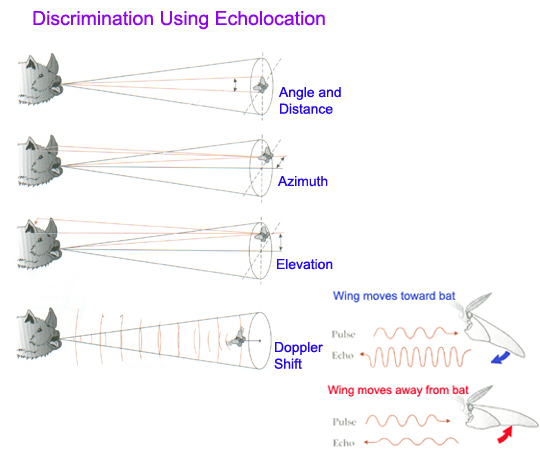 Discrimination Using Echolocation
Angle and
Distance
Azimuth
Elevation
Doppler
Shift
Wing moves toward bat
Pulse
Echo
Wing moves away from bat
Pulse
Echo